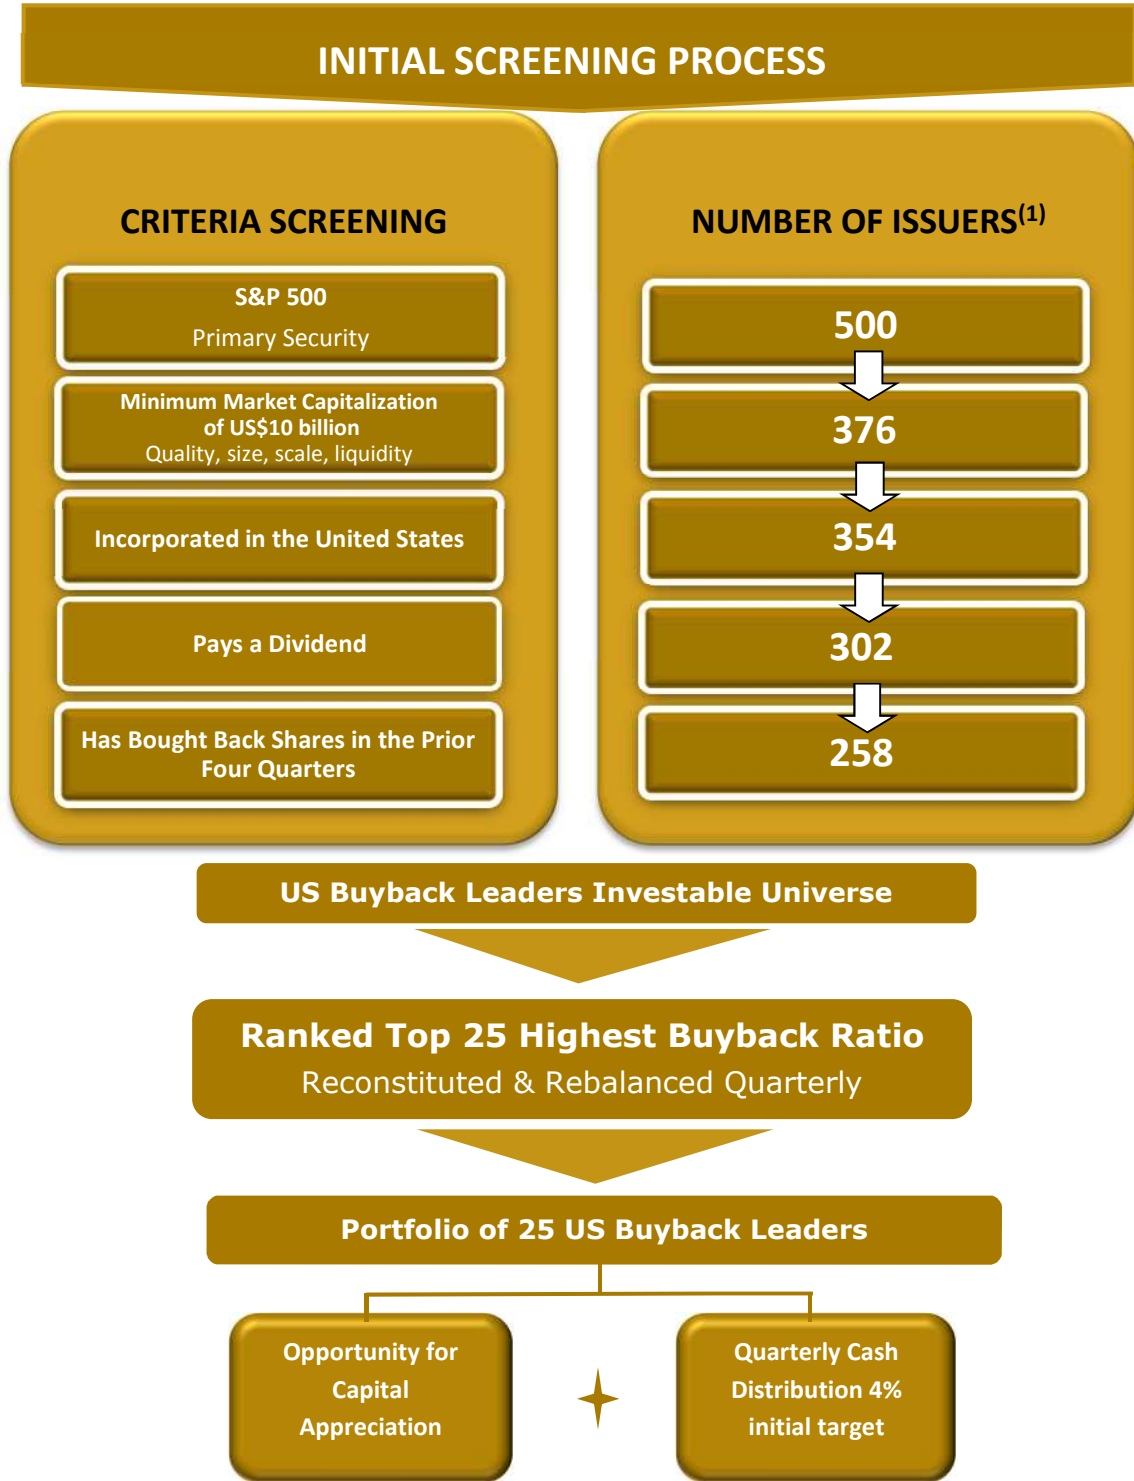 INITIAL SCREENING PROCESS
CRITERIA SCREENING
S&P 500
Primary Security
Minimum Market Capitalization
of US$10 billion
Quality, size, scale, liquidity
Incorporated in the United States
Pays a Dividend
Has Bought Back Shares in the Prior
Four Quarters
NUMBER OF ISSUERS(1)
500
376
354
302
258
US Buyback Leaders Investable Universe
Ranked Top 25 Highest Buyback Ratio
Reconstituted & Rebalanced Quarterly
Portfolio of 25 US Buyback Leaders
Opportunity for
Capital
Appreciation
Quarterly Cash
Distribution 4%
initial target